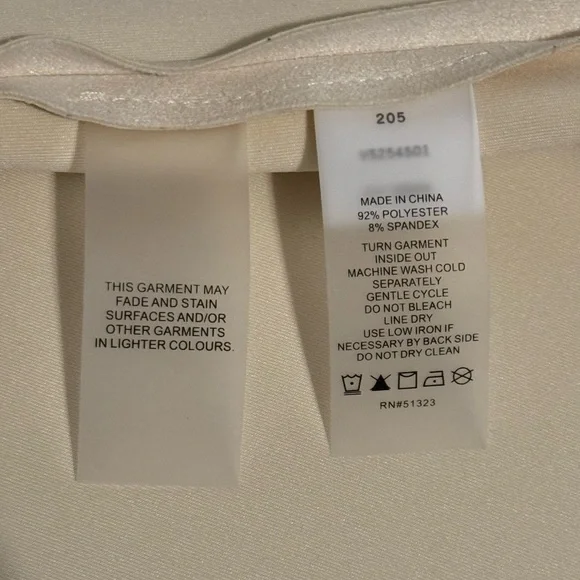 THIS GARMENT MAY
FADE AND STAIN
SURFACES AND/OR
OTHER GARMENTS
IN LIGHTER COLOURS.
205
MADE IN CHINA
92% POLYESTER
8% SPANDEX
TURN GARMENT
INSIDE OUT
MACHINE WASH COLD
SEPARATELY
GENTLE CYCLE
DO NOT BLEACH
LINE DRY
USE LOW IRON IF
NECESSARY BY BACK SIDE
DO NOT DRY CLEAN
RN#51323